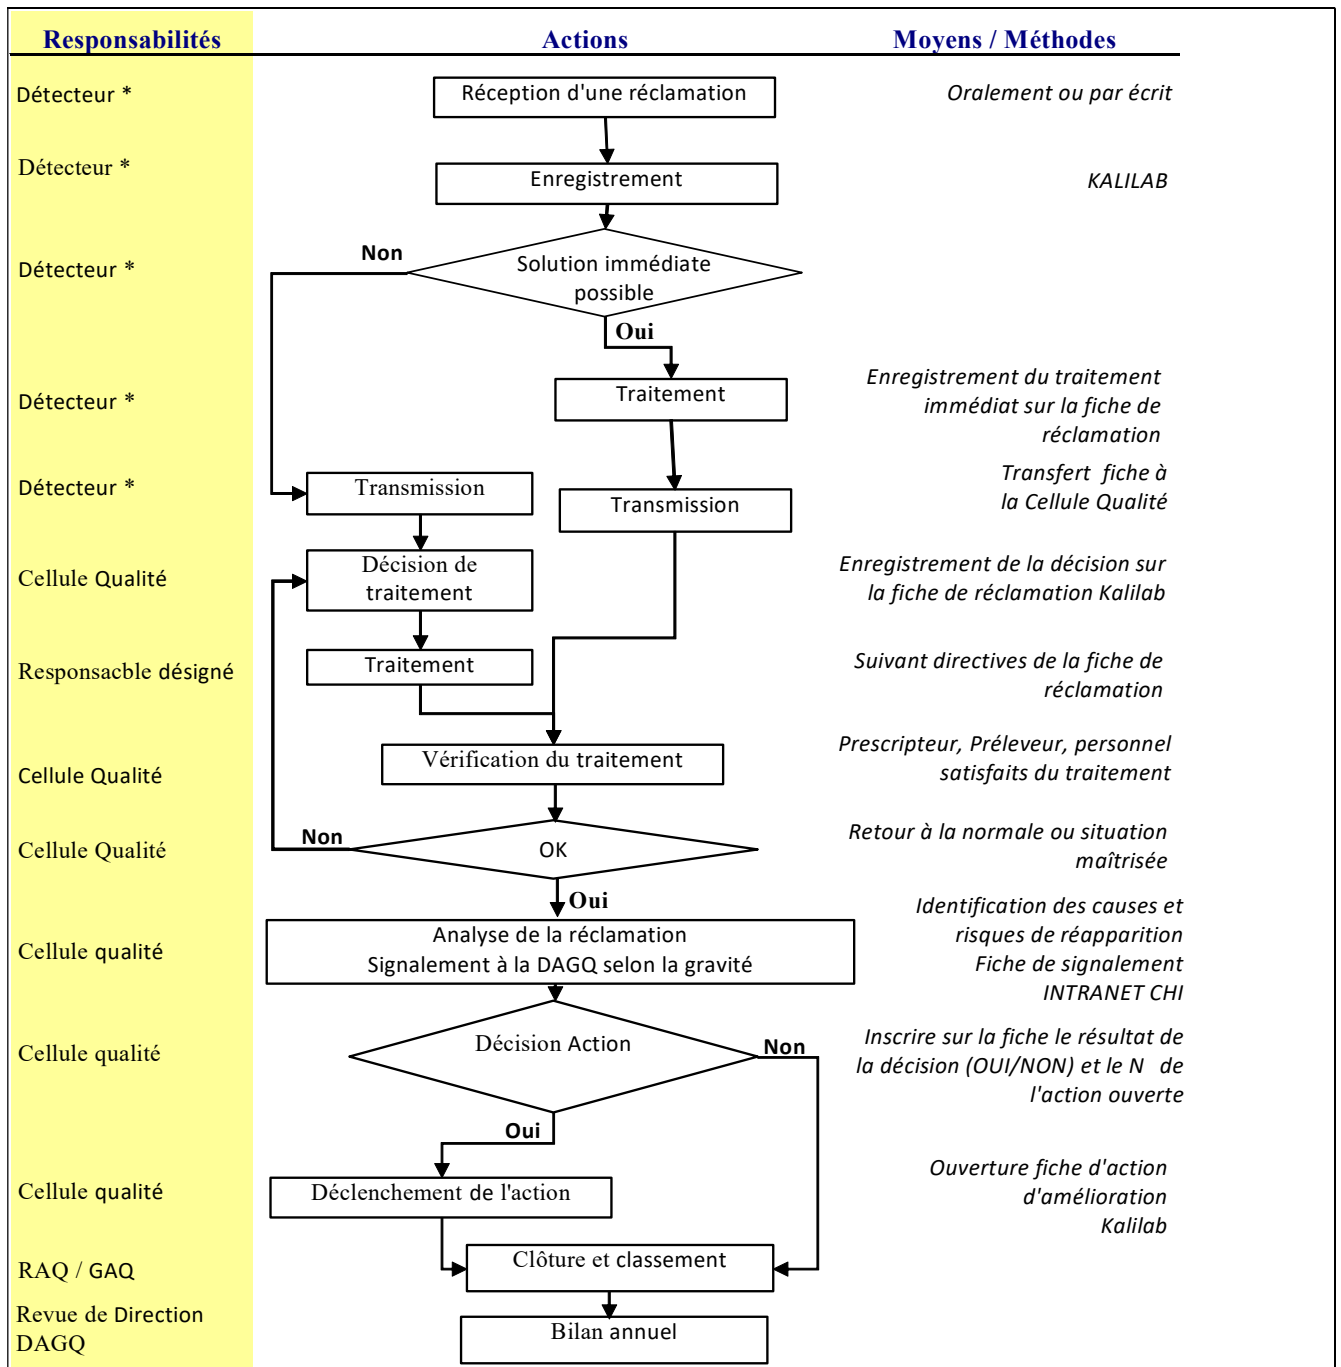 Responsabilités
Actions
Moyens / Méthodes
Détecteur *
Réception d'une réclamation
Oralement ou par écrit
Détecteur *
Enregistrement
KALILAB
Détecteur *
Non
Solution immédiate
possible
Oui
Détecteur *
Traitement
Enregistrement du traitement
immédiat sur la fiche de
réclamation
Détecteur *
Transmission
Transmission
Transfert fiche à
la Cellule Qualité
Cellule Qualité
Décision de
traitement
Enregistrement de la décision sur
la fiche de réclamation Kalilab
Responsacble désigné
Traitement
Suivant directives de la fiche de
réclamation
Cellule Qualité
Vérification du traitement
Prescripteur, Préleveur, personnel
satisfaits du traitement
Cellule Qualité
Non
OK
Retour à la normale ou situation
maîtrisée
Oui
Cellule qualité
Analyse de la réclamation
Signalement à la DAGQ selon la gravité
Identification des causes et
risques de réapparition
Fiche de signalement
INTRANET CHI
Cellule qualité
Décision Action
Non
Inscrire sur la fiche le résultat de
la décision (OUI/NON) et le N de
l'action ouverte
Oui
Cellule qualité
Déclenchement de l'action
Ouverture fiche d'action
d'amélioration
Kalilab
RAQ / GAQ
Clôture et classement
Revue de Direction
DAGQ
Bilan annuel